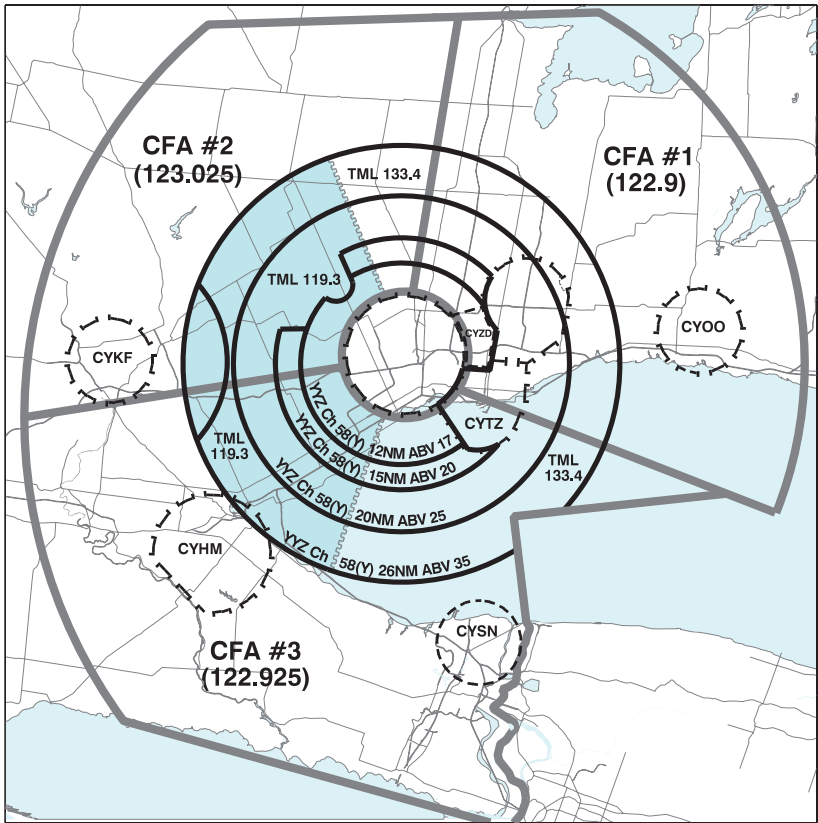 CFA #2
(123.025)
TML 133.4
CFA #1
(122.9)
TML 119.3
CYZD
CYOO
CYKF
CYTZ
TML
119.3
TML
133.4
YYZ Ch 58(Y) 12NM ABV 17
YYZ Ch 58(Y) 15NM ABV 20
YYZ Ch 58(Y) 20NM ABV 25
YYZ Ch 58(Y) 26NM ABV 35
CYHM
CYSN
CFA #3
(122.925)